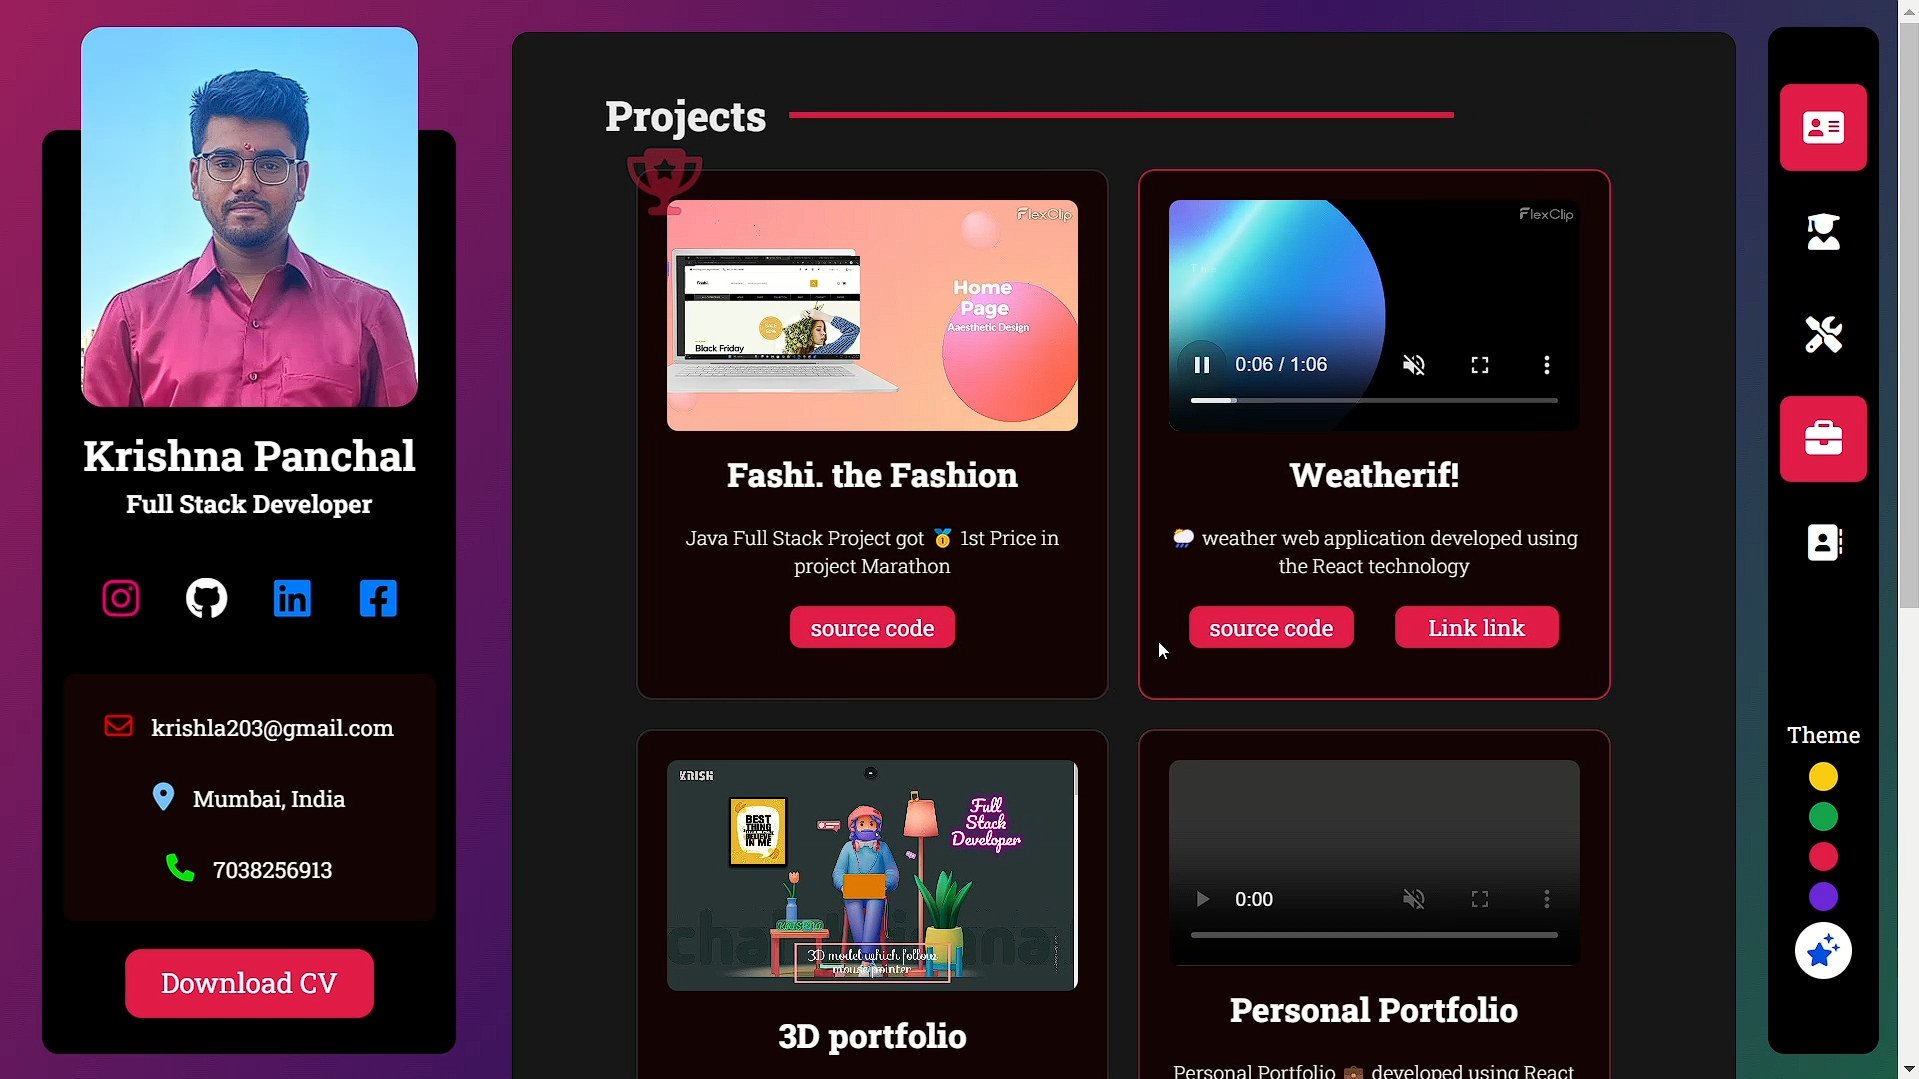 Projects
FlexClip
Home
Page
Aaesthetic Design
Black Friday
FlexClip
0:06 / 1:06
Krishna Panchal
Full Stack Developer
Fashi. the Fashion
Java Full Stack Project got 🥇 1st Price in
project Marathon
source code
Weatherif!
🌦️ weather web application developed using
the React technology
source code
Link link
krishla203@gmail.com
Mumbai, India
7038256913
Download CV
KRISH
BEST
THING
BELIEVE
IN ME
Full
Stack
Developer
KRISHNA
3D model which follow
mouse pointer
3D portfolio
0:00
Personal Portfolio
Personal Portfolio 💼 developed using React
Theme